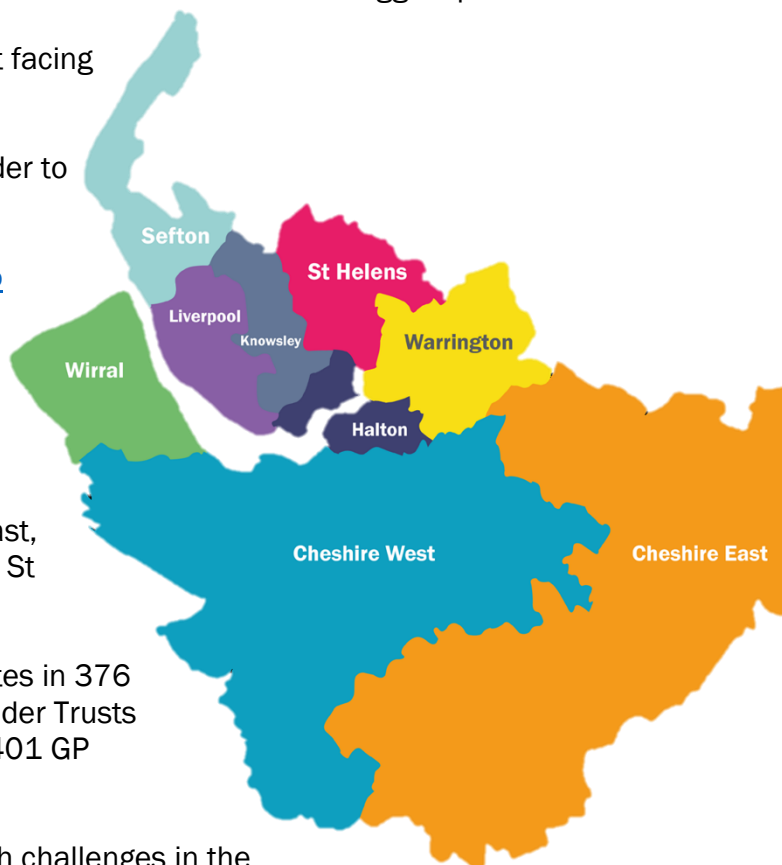 t facing
der to
Sefton
St Helens
Liverpool
Knowsley
Warrington
Wirral
Halton
ast,
St
Cheshire West
Cheshire East
tes in 376
der Trusts
401 GP
h challenges in the